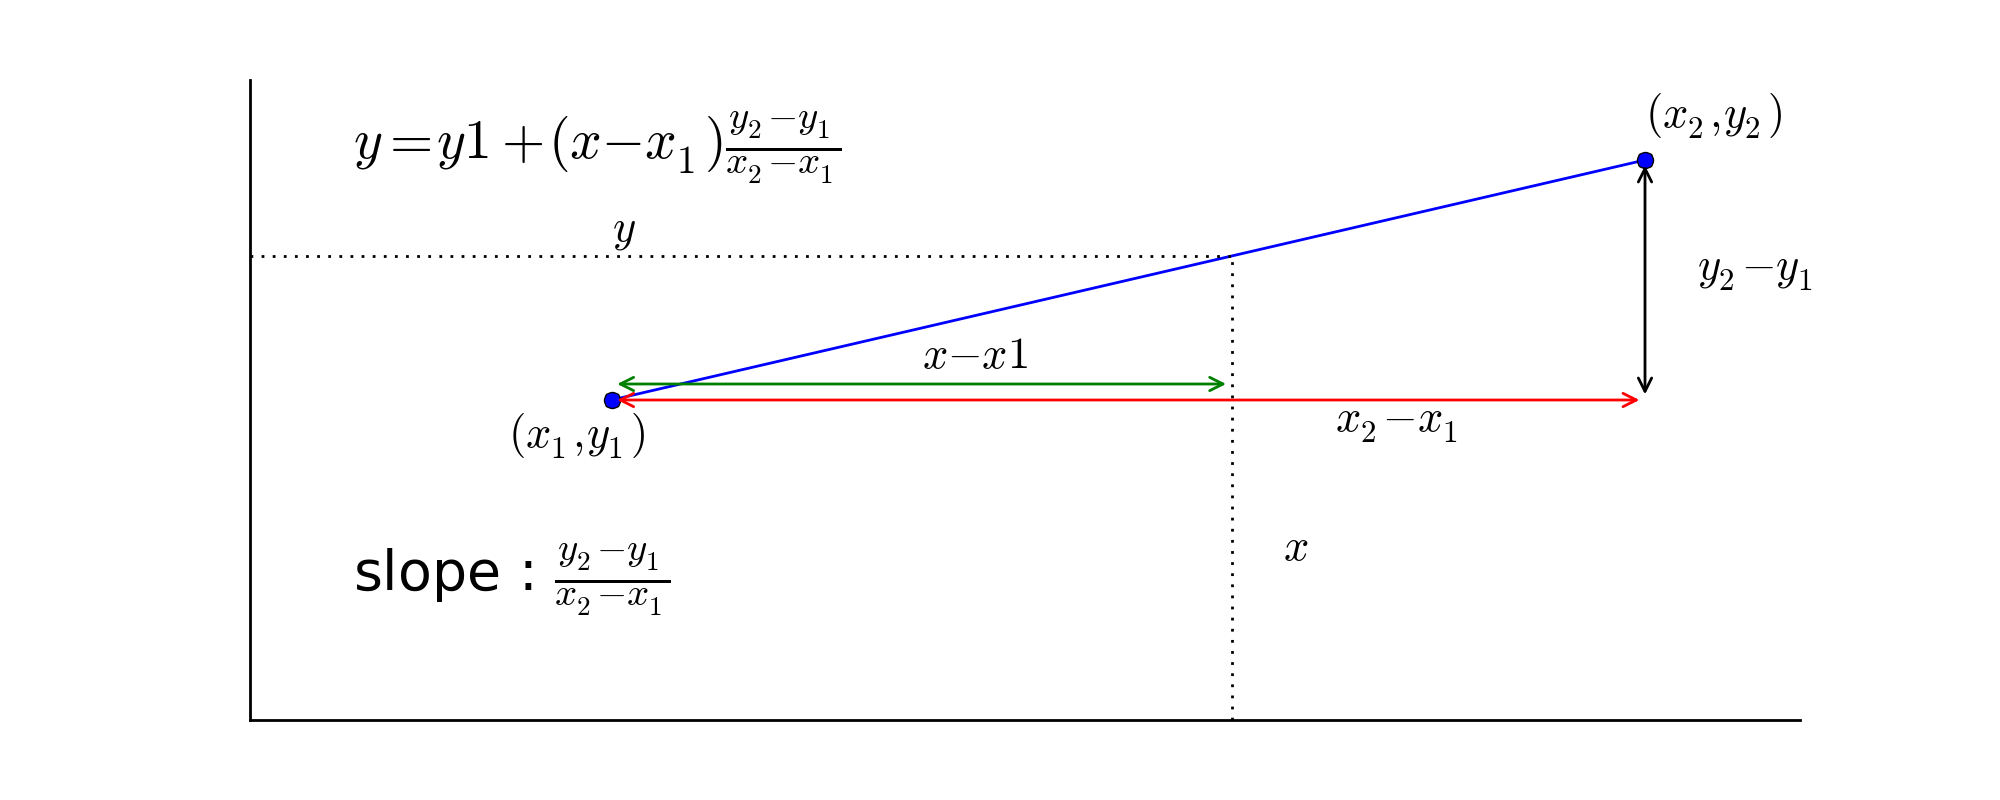 y=y1+(x−x₁)(y₂−y₁)/(x₂−x₁)
(x₂,y₂)
y
y₂−y₁
x−x1
(x₁,y₁)
x₂−x₁
x
slope : (y₂−y₁)/(x₂−x₁)